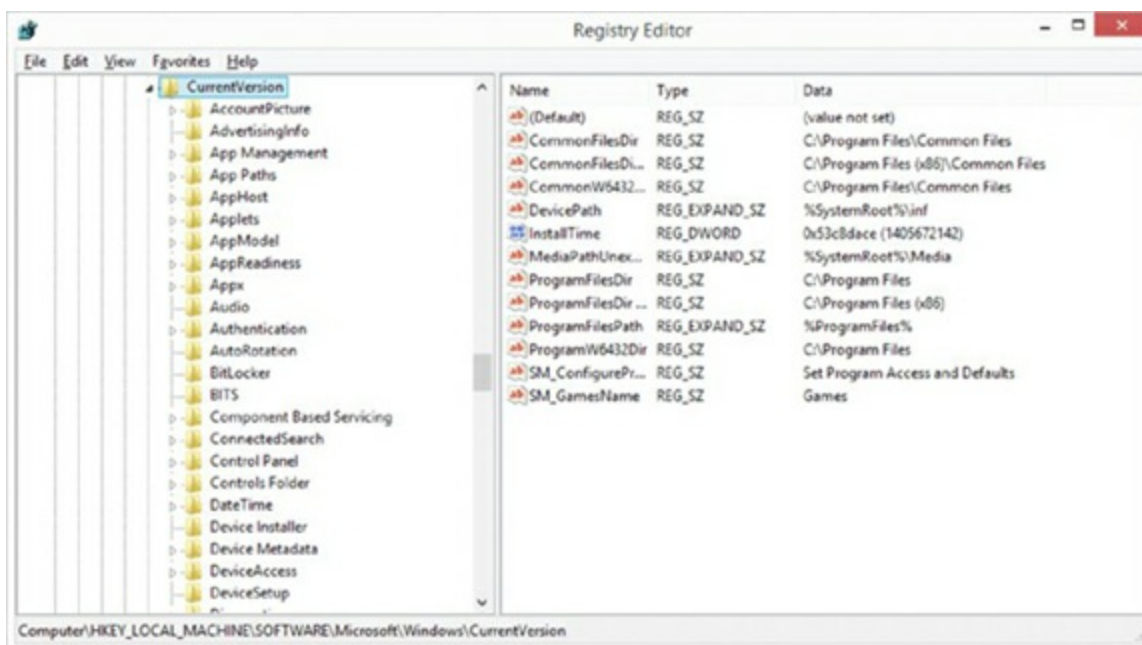 Registry Editor
File Edit View Favorites Help
CurrentVersion
AccountPicture
AdvertisingInfo
App Management
App Paths
AppHost
Applets
AppModel
AppReadiness
Appx
Audio
Authentication
AutoRotation
BitLocker
BITS
Component Based Servicing
ConnectedSearch
Control Panel
Controls Folder
DateTime
Device Installer
Device Metadata
DeviceAccess
DeviceSetup
Name Type Data
(Default) REG_SZ (value not set)
CommonFilesDir REG_SZ C:\Program Files\Common Files
CommonFilesDi... REG_SZ C:\Program Files (x86)\Common Files
CommonW6432... REG_SZ C:\Program Files\Common Files
DevicePath REG_EXPAND_SZ %SystemRoot%\inf
InstallTime REG_DWORD 0x53c8dace (1405672142)
MediaPathUnex... REG_EXPAND_SZ %SystemRoot%\Media
ProgramFilesDir REG_SZ C:\Program Files
ProgramFilesDir ... REG_SZ C:\Program Files (x86)
ProgramFilesPath REG_EXPAND_SZ %ProgramFiles%
ProgramW6432Dir REG_SZ C:\Program Files
SM_ConfigurePr... REG_SZ Set Program Access and Defaults
SM_GamesName REG_SZ Games
Computer\HKEY_LOCAL_MACHINE\SOFTWARE\Microsoft\Windows\CurrentVersion